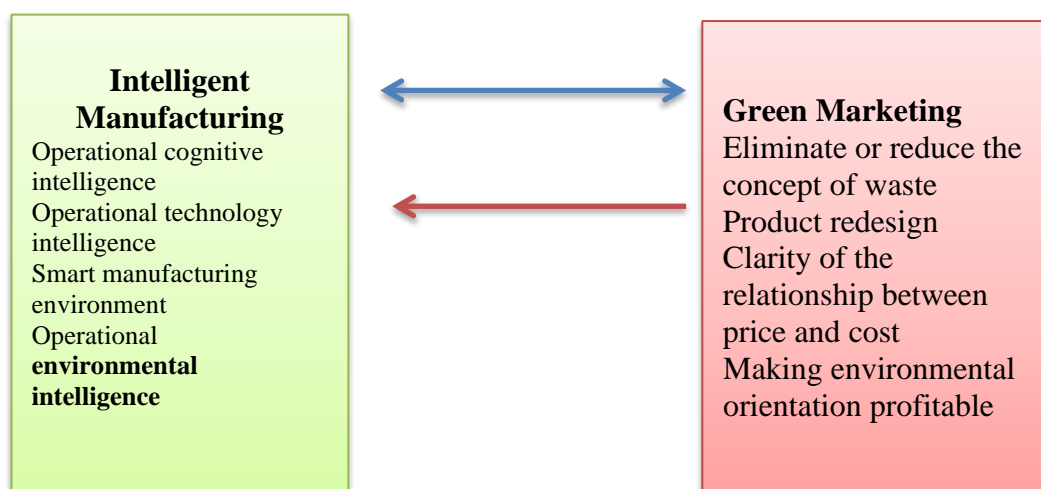 Intelligent
Manufacturing
Operational cognitive
intelligence
Operational technology
intelligence
Smart manufacturing
environment
Operational
environmental
intelligence
Green Marketing
Eliminate or reduce the
concept of waste
Product redesign
Clarity of the
relationship between
price and cost
Making environmental
orientation profitable